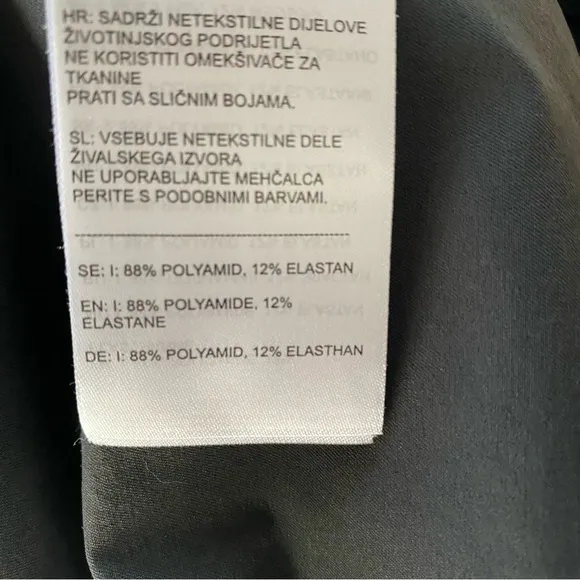 HR: SADRŽI NETEKSTILNE DIJELOVE
ŽIVOTINJSKOG PODRIJETLA
NE KORISTITI OMEKŠIVAČE ZA
TKANINE
PRATI SA SLIČNIM BOJAMA.
SL: VSEBUJE NETEKSTILNE DELE
ŽIVALSKEGA IZVORA
NE UPORABLJAJTE MEHČALCA
PERITE S PODOBNIMI BARVAMI.
SE: I: 88% POLYAMID, 12% ELASTAN
EN: I: 88% POLYAMIDE, 12%
ELASTANE
DE: I: 88% POLYAMID, 12% ELASTHAN